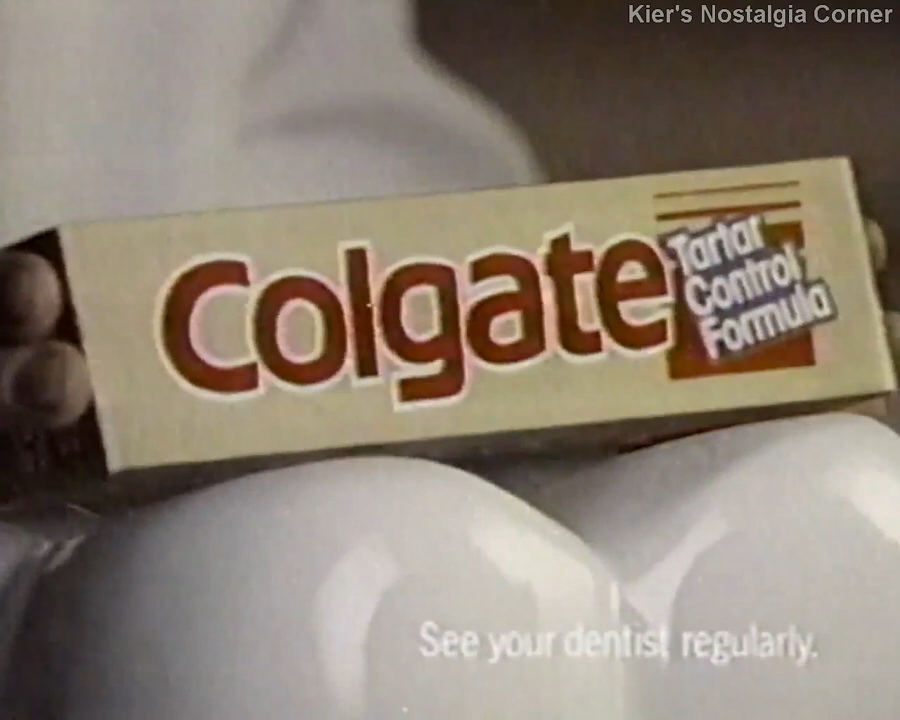 Kier's Nostalgia Corner
Colgate
Tartar
Control
Formula
See your dentist regularly.